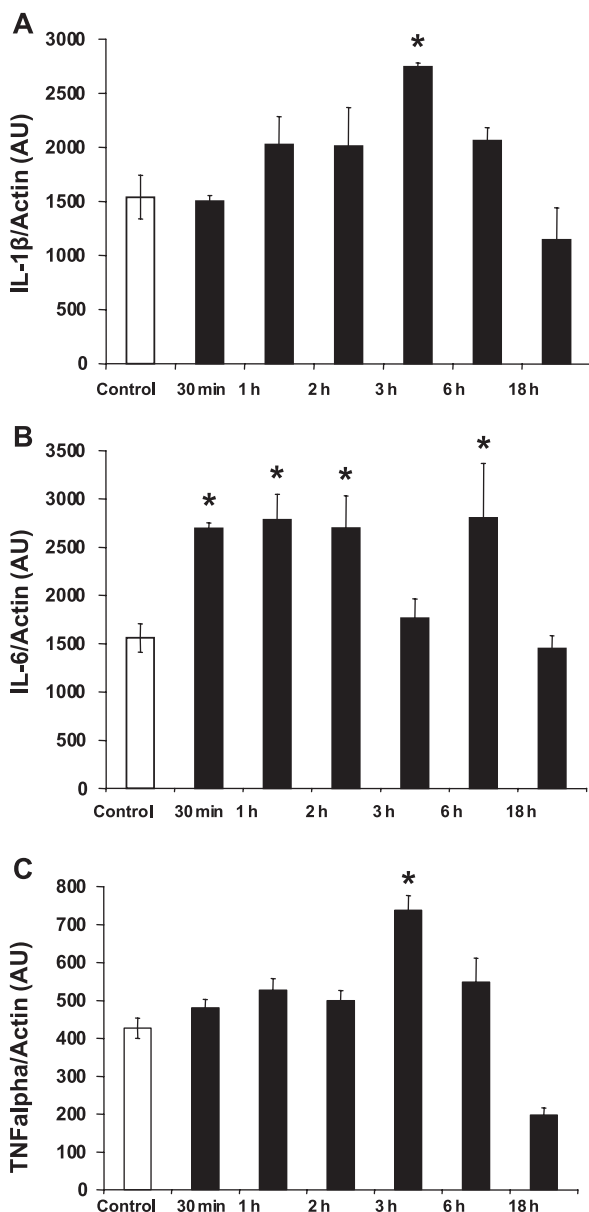 A
IL-1β/Actin (AU)
3000
*
2500
2000
1500
1000
500
0
Control 30 min 1 h 2 h 3 h 6 h 18 h
B
IL-6/Actin (AU)
3500
3000
2500
2000
1500
1000
500
0
* * * *
Control 30 min 1 h 2 h 3 h 6 h 18 h
C
TNFalpha/Actin (AU)
800
*
700
600
500
400
300
200
100
0
Control 30 min 1 h 2 h 3 h 6 h 18 h